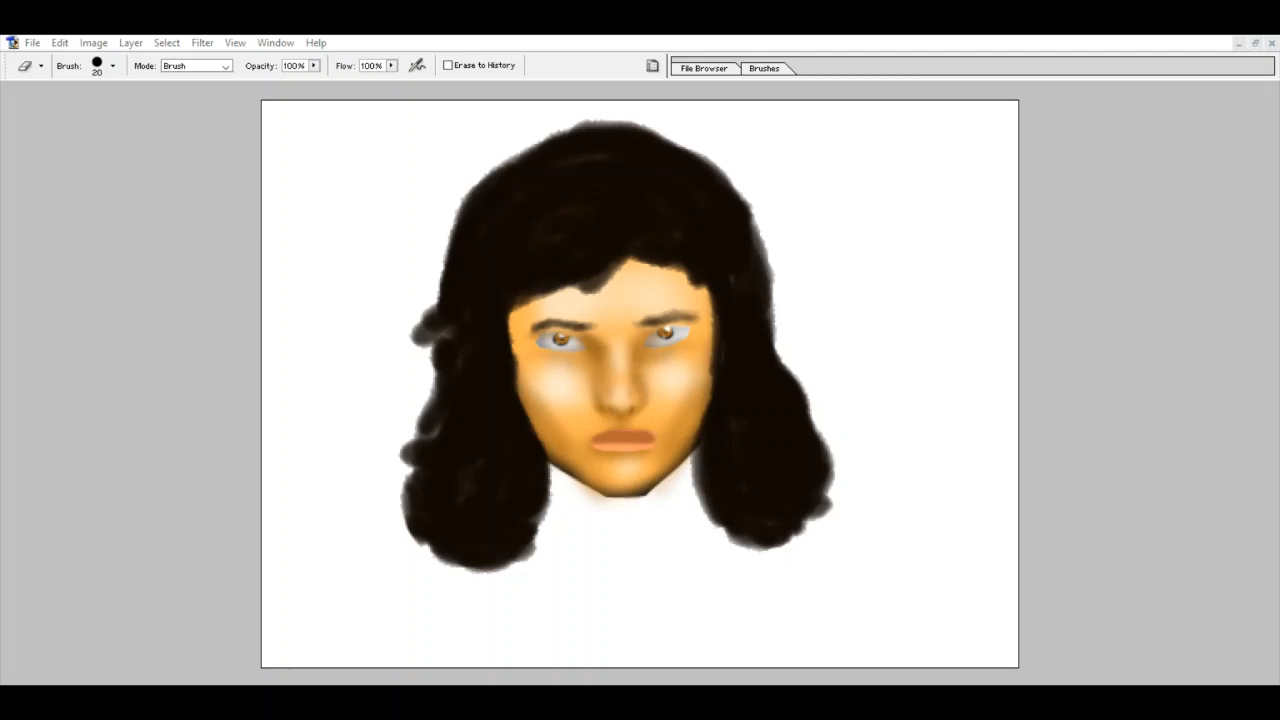 File Edit Image Layer Select Filter View Window Help
Brush: 20 Mode: Brush Opacity: 100% Flow: 100% Erase to History File Browser Brushes